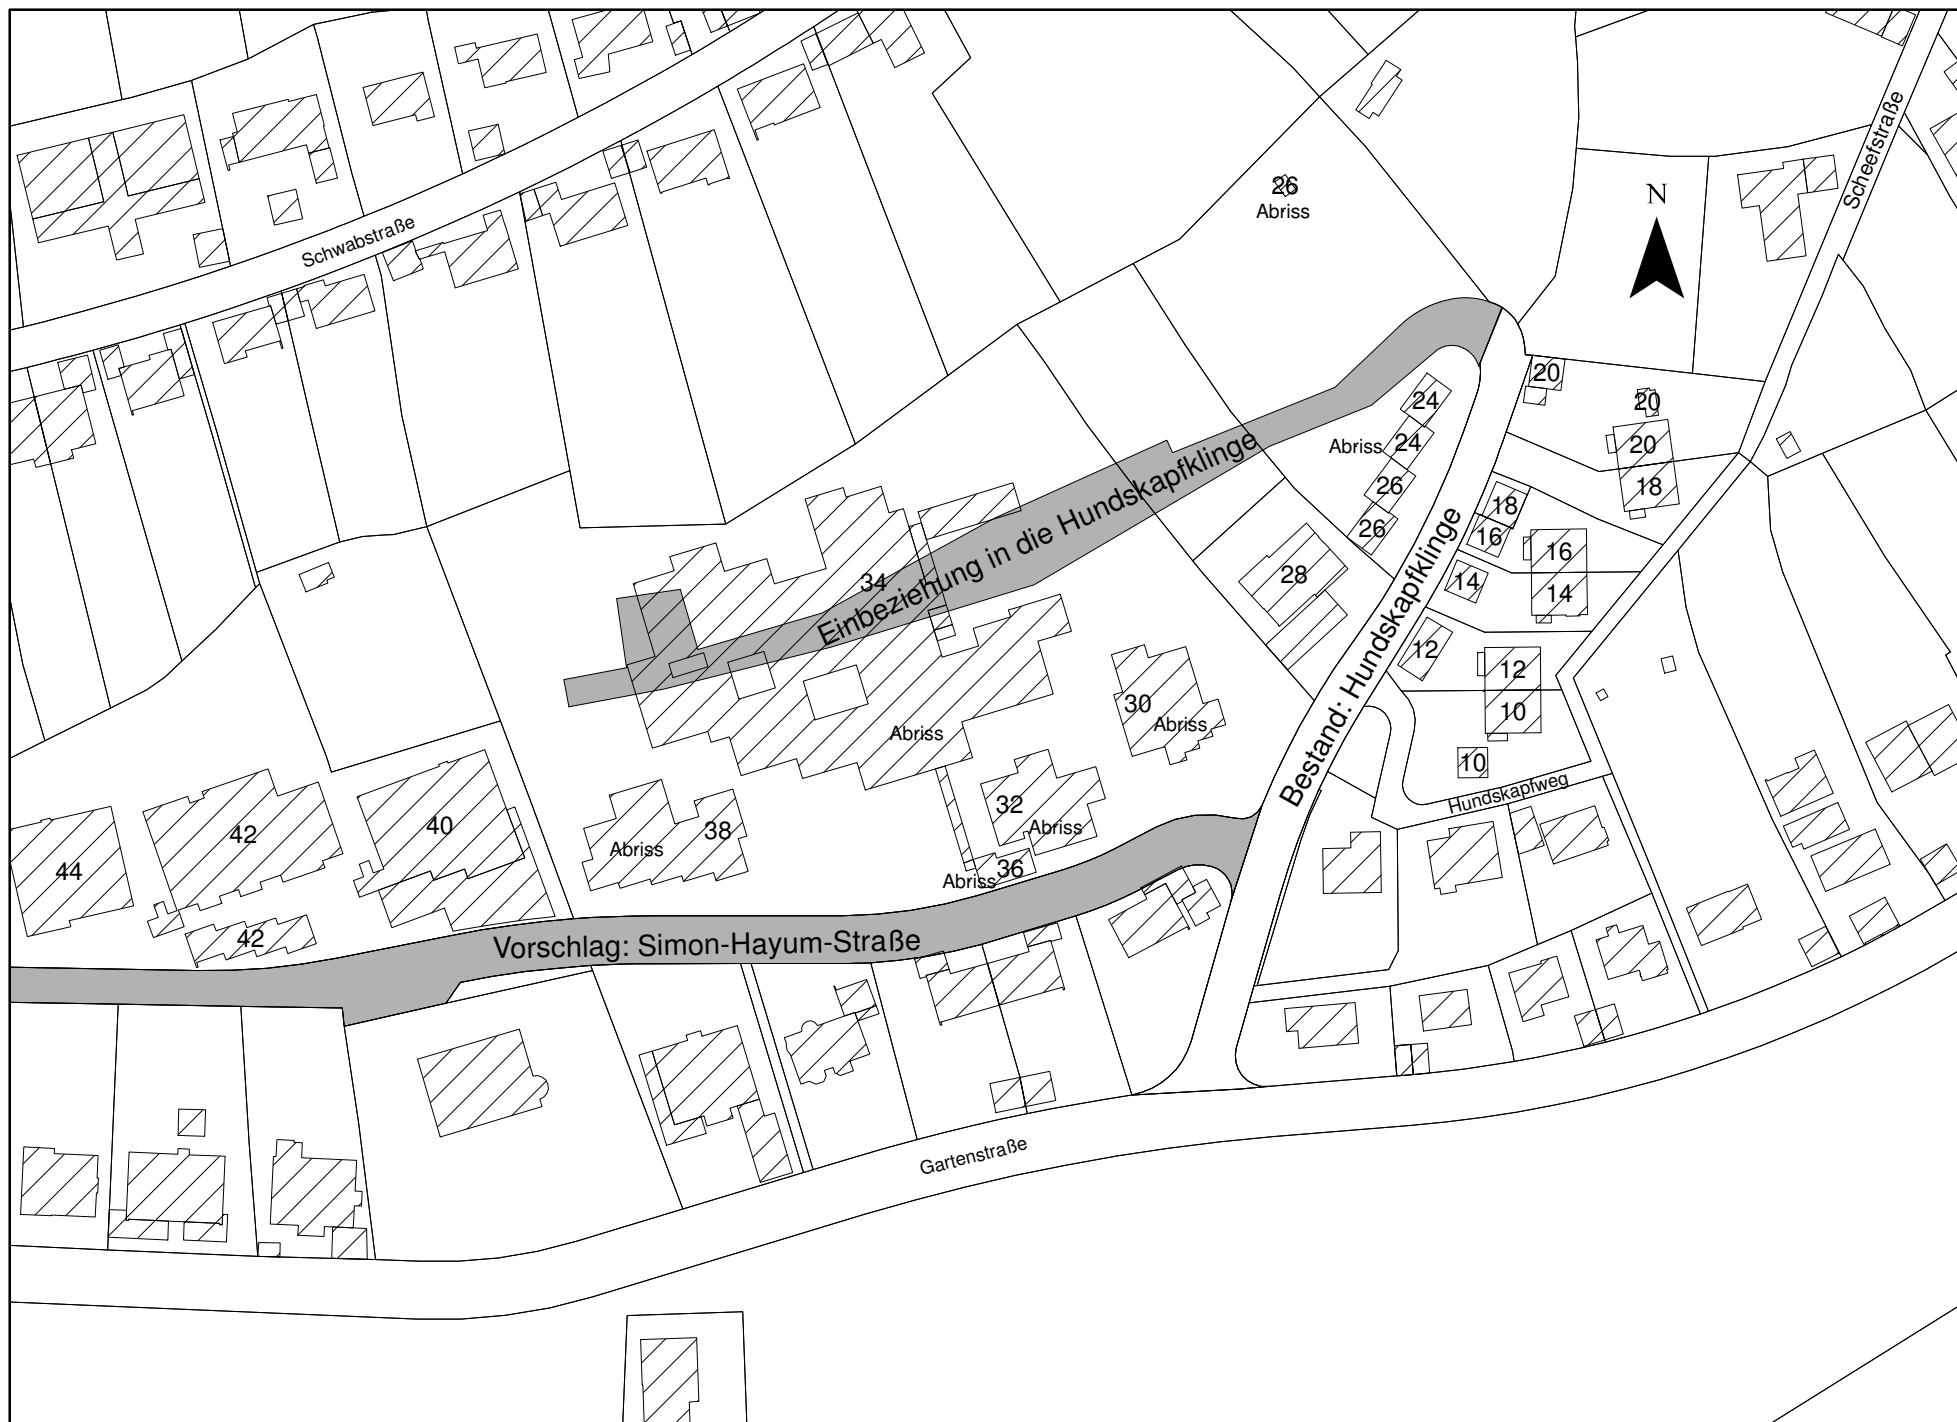 Scheefstraße
N
26
Abriss
Schwabstraße
20
24
20
Abriss
24
20
26
18
18
26
16
16
28
14
14
34
Einbeziehung in die Hundskapfklinge
Bestand: Hundskapfklinge
12
12
30
10
Abriss
Abriss
10
Hundskapfweg
32
Abriss
40
42
38
Abriss
44
36
Abriss
42
Vorschlag: Simon-Hayum-Straße
Gartenstraße